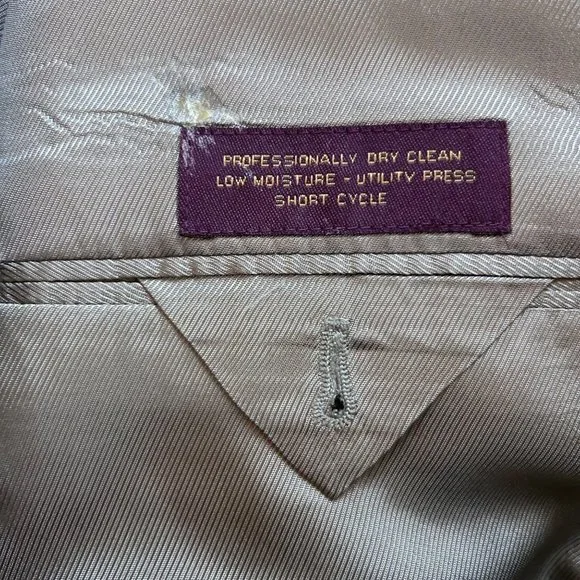 PROFESSIONALLY DRY CLEAN
LOW MOISTURE - UTILITY PRESS
SHORT CYCLE